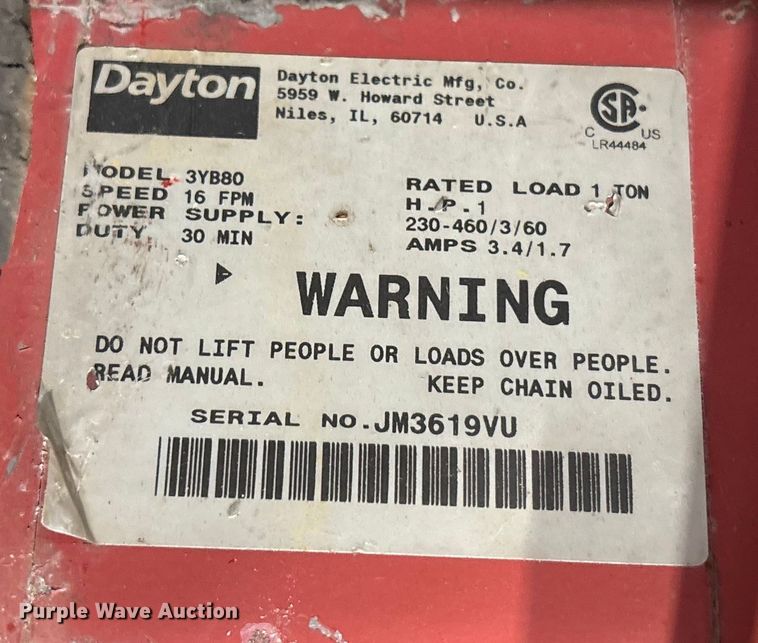 Dayton
Dayton Electric Mfg, Co.
5959 W. Howard Street
Niles, IL, 60714 U.S.A
SA
C US
LR44484
MODEL 3YB80
SPEED 16 FPM
POWER SUPPLY:
DUTY 30 MIN
RATED LOAD 1 TON
H.P. 1
230-460/3/60
AMPS 3.4/1.7
WARNING
DO NOT LIFT PEOPLE OR LOADS OVER PEOPLE.
READ MANUAL. KEEP CHAIN OILED.
SERIAL NO. JM3619VU
Purple Wave Auction